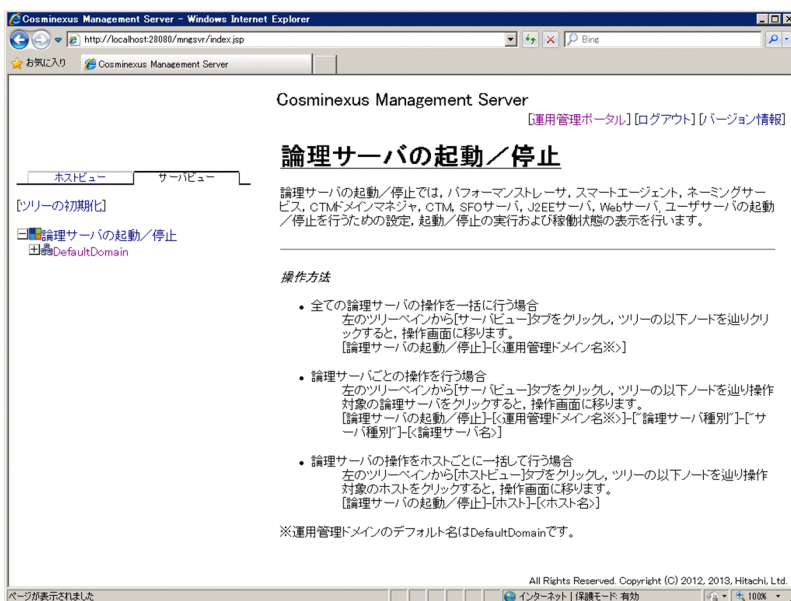 Cosminexus Management Server - Windows Internet Explorer
http://localhost:28080/mngsvr/index.jsp
Bing
お気に入り
Cosminexus Management Server
Cosminexus Management Server
[運用管理ポータル] [ログアウト] [バージョン情報]
ホストビュー
サーバビュー
[ツリーの初期化]
論理サーバの起動／停止
DefaultDomain
論理サーバの起動／停止
論理サーバの起動／停止では，パフォーマンストレーサ，スマートエージェント，ネーミングサー
ビス，CTMドメインマネジャ，CTM，SFOサーバ，J2EEサーバ，Webサーバ，ユーザサーバの起動
／停止を行うための設定，起動／停止の実行および稼働状態の表示を行います。
操作方法
• 全ての論理サーバの操作を一括に行う場合
左のツリーペインから[サーバビュー]タブをクリックし，ツリーの以下ノードを辿りクリ
ックすると，操作画面に移ります。
[論理サーバの起動／停止]-[<運用管理ドメイン名※>]
• 論理サーバごとの操作を行う場合
左のツリーペインから[サーバビュー]タブをクリックし，ツリーの以下ノードを辿り操作
対象の論理サーバをクリックすると，操作画面に移ります。
[論理サーバの起動／停止]-[<運用管理ドメイン名※>]-["論理サーバ種別"]-["サ
ーバ種別"]-[<論理サーバ名>]
• 論理サーバの操作をホストごとに一括して行う場合
左のツリーペインから[ホストビュー]タブをクリックし，ツリーの以下ノードを辿り操作
対象のホストをクリックすると，操作画面に移ります。
[論理サーバの起動／停止]-[ホスト]-[<ホスト名>]
※運用管理ドメインのデフォルト名はDefaultDomainです。
All Rights Reserved. Copyright (C) 2012, 2013, Hitachi, Ltd.
ページが表示されました
インターネット | 保護モード: 有効
100%